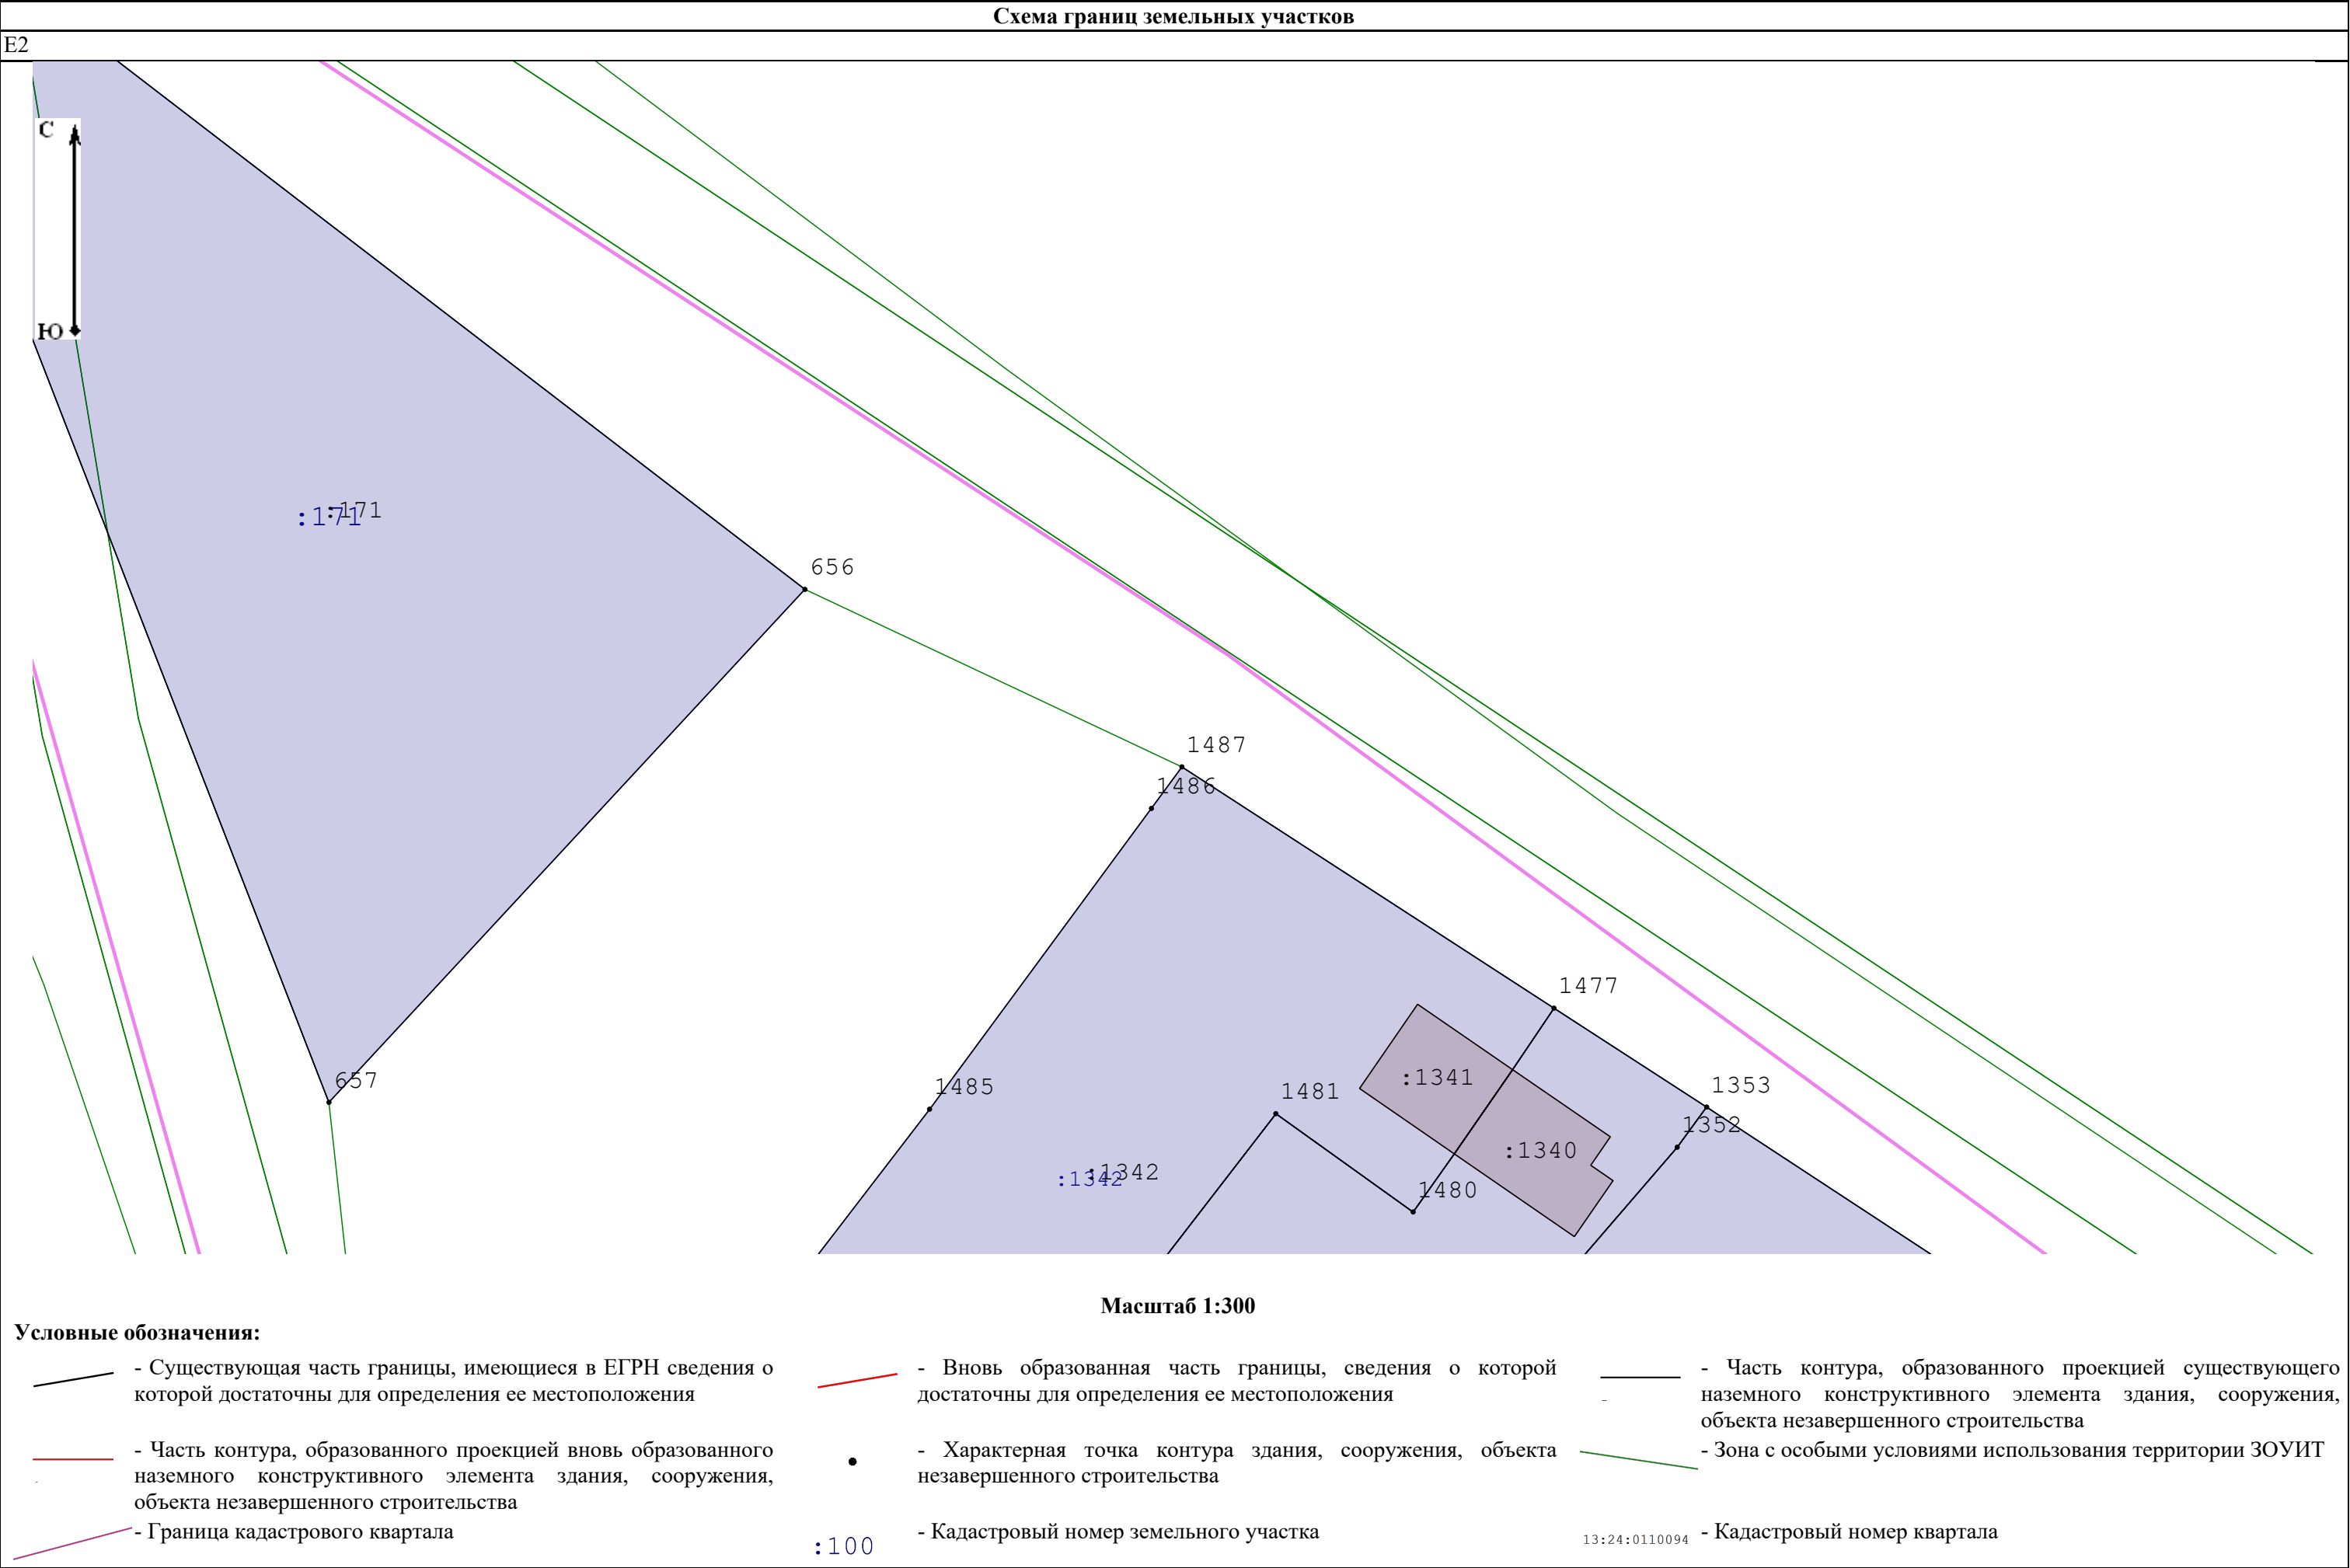 Схема границ земельных участков
Е2
С
Ю
:171
:171
656
1487
1486
1477
657
1485
1481
:1341
1353
1352
:1340
:1342
:1342
1480
Масштаб 1:300
Условные обозначения:
- Существующая часть границы, имеющиеся в ЕГРН сведения о
которой достаточны для определения ее местоположения
- Вновь образованная часть границы, сведения о которой
достаточны для определения ее местоположения
- Часть контура, образованного проекцией существующего
наземного конструктивного элемента здания, сооружения,
объекта незавершенного строительства
- Часть контура, образованного проекцией вновь образованного
наземного конструктивного элемента здания, сооружения,
объекта незавершенного строительства
- Характерная точка контура здания, сооружения, объекта
незавершенного строительства
- Зона с особыми условиями использования территории ЗОУИТ
- Граница кадастрового квартала
:100 - Кадастровый номер земельного участка
13:24:0110094 - Кадастровый номер квартала